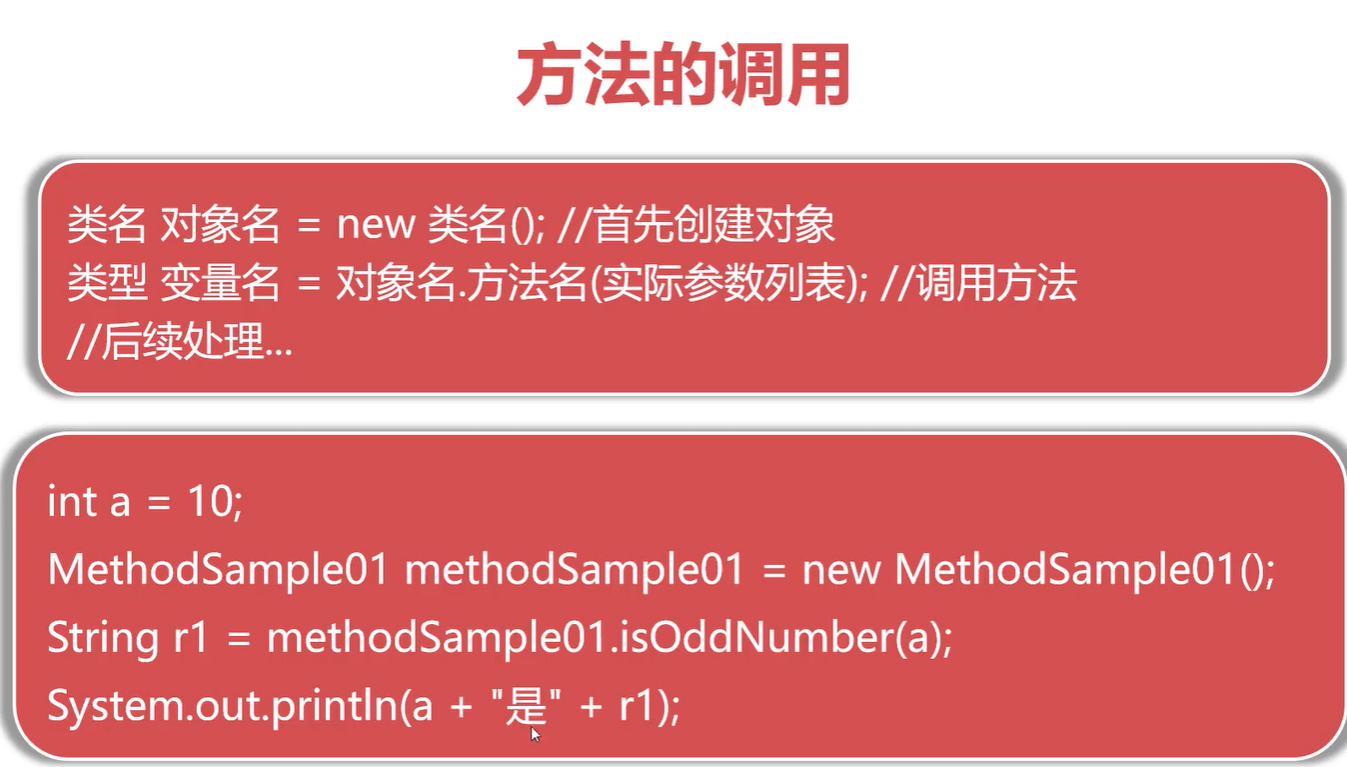 方法的调用
类名 对象名 = new 类名(); //首先创建对象
类型 变量名 = 对象名.方法名(实际参数列表); //调用方法
//后续处理...
int a = 10;
MethodSample01 methodSample01 = new MethodSample01();
String r1 = methodSample01.isOddNumber(a);
System.out.println(a + "是" + r1);